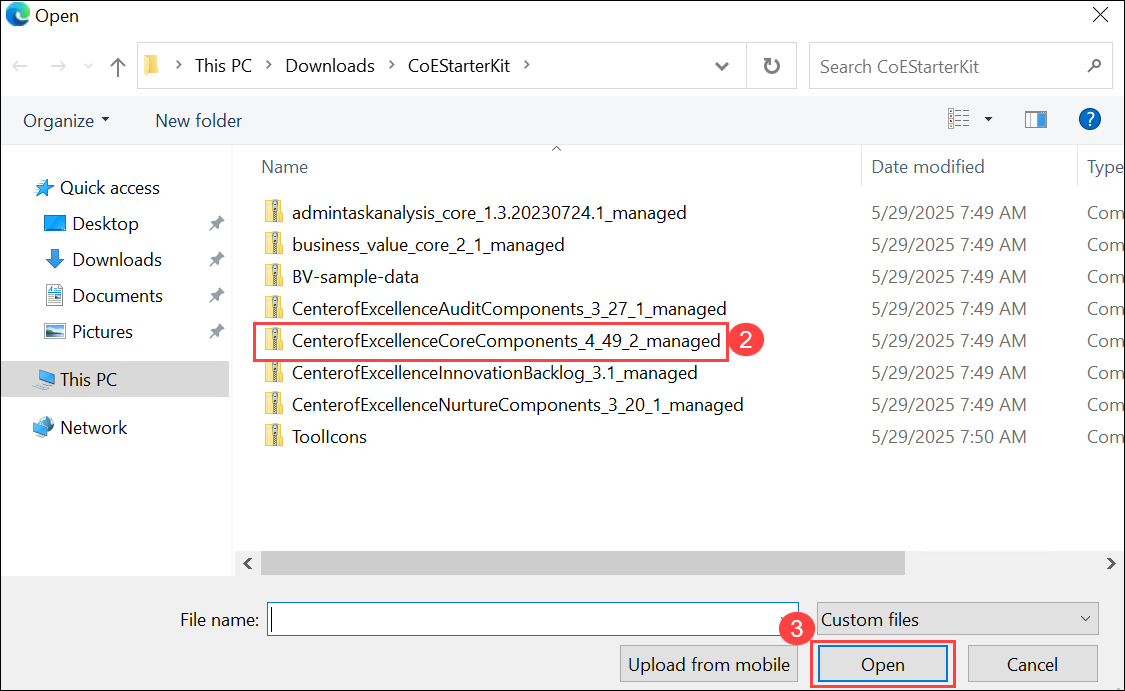 Open
This PC > Downloads > CoEStarterKit >
Search CoEStarterKit
Organize
New folder
?
Name
Date modified
Type
Quick access
Desktop
Downloads
Documents
Pictures
This PC
Network
admintaskanalysis_core_1.3.20230724.1_managed 5/29/2025 7:49 AM Com
business_value_core_2_1_managed 5/29/2025 7:49 AM Com
BV-sample-data 5/29/2025 7:49 AM Com
CenterofExcellenceAuditComponents_3_27_1_managed 5/29/2025 7:49 AM Com
CenterofExcellenceCoreComponents_4_49_2_managed 2 5/29/2025 7:49 AM Com
CenterofExcellenceInnovationBacklog_3.1_managed 5/29/2025 7:49 AM Com
CenterofExcellenceNurtureComponents_3_20_1_managed 5/29/2025 7:49 AM Com
ToolIcons 5/29/2025 7:50 AM Com
File name:
Custom files
3
Upload from mobile
Open
Cancel